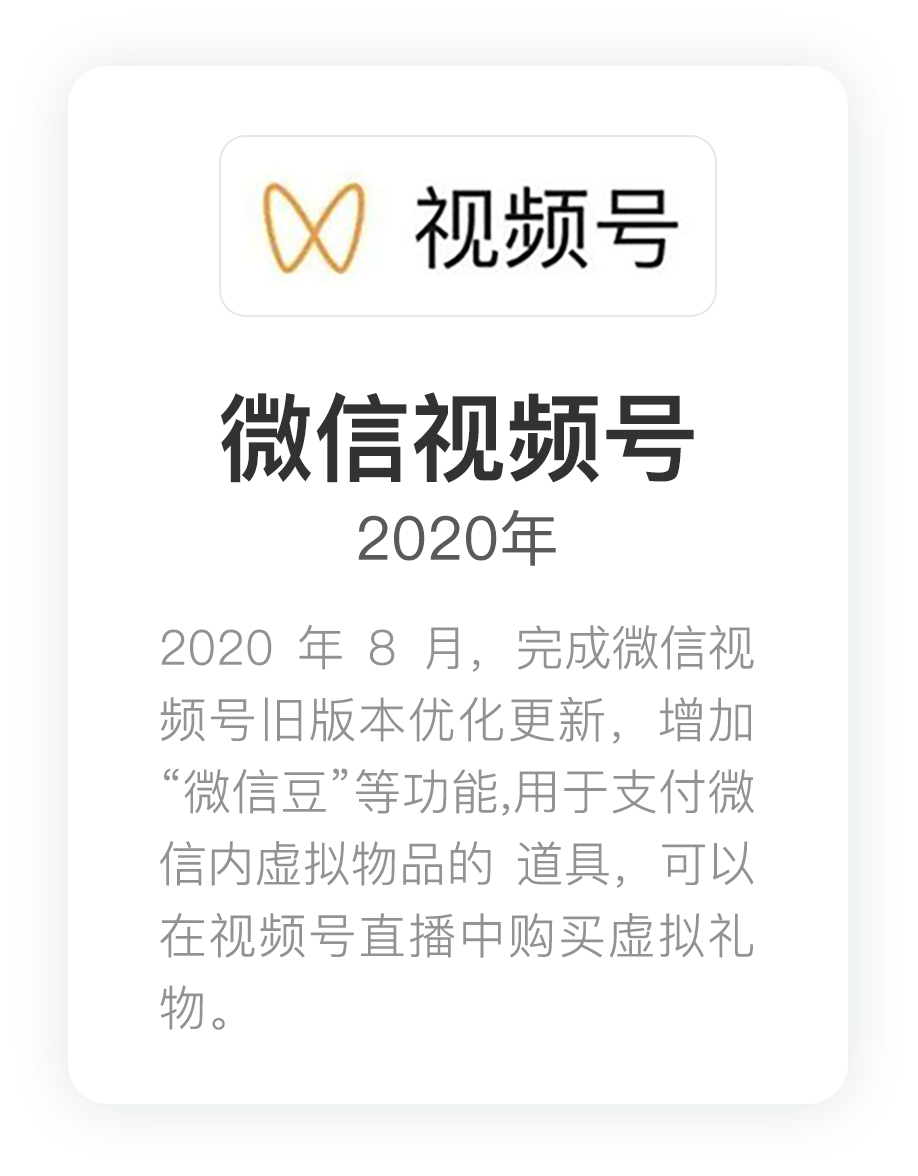 视频号
微信视频号
2020年
2020 年 8 月，完成微信视
频号旧版本优化更新，增加
“微信豆”等功能,用于支付微
信内虚拟物品的 道具，可以
在视频号直播中购买虚拟礼
物。